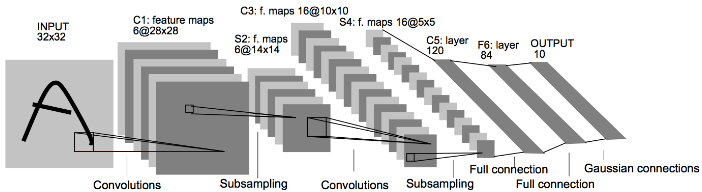 INPUT
32x32
C1: feature maps
6@28x28
S2: f. maps
6@14x14
C3: f. maps 16@10x10
S4: f. maps 16@5x5
C5: layer
120
F6: layer
84
OUTPUT
10
Convolutions
Subsampling
Convolutions
Subsampling
Full connection
Full connection
Gaussian connections
A